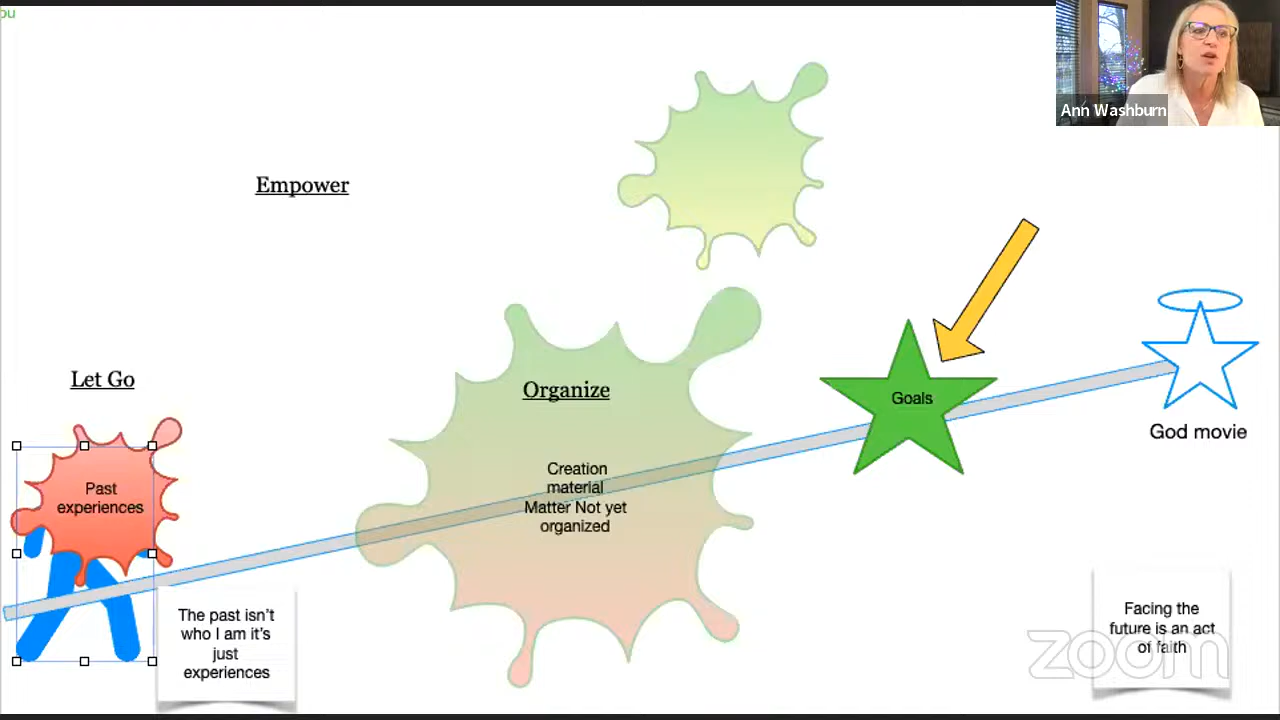 ou
Ann Washburn
Empower
Let Go
Organize
Goals
God movie
Past
experiences
Creation
material
Matter Not yet
organized
The past isn't
who I am it's
just
experiences
Facing the
future is an act
of faith
zoom